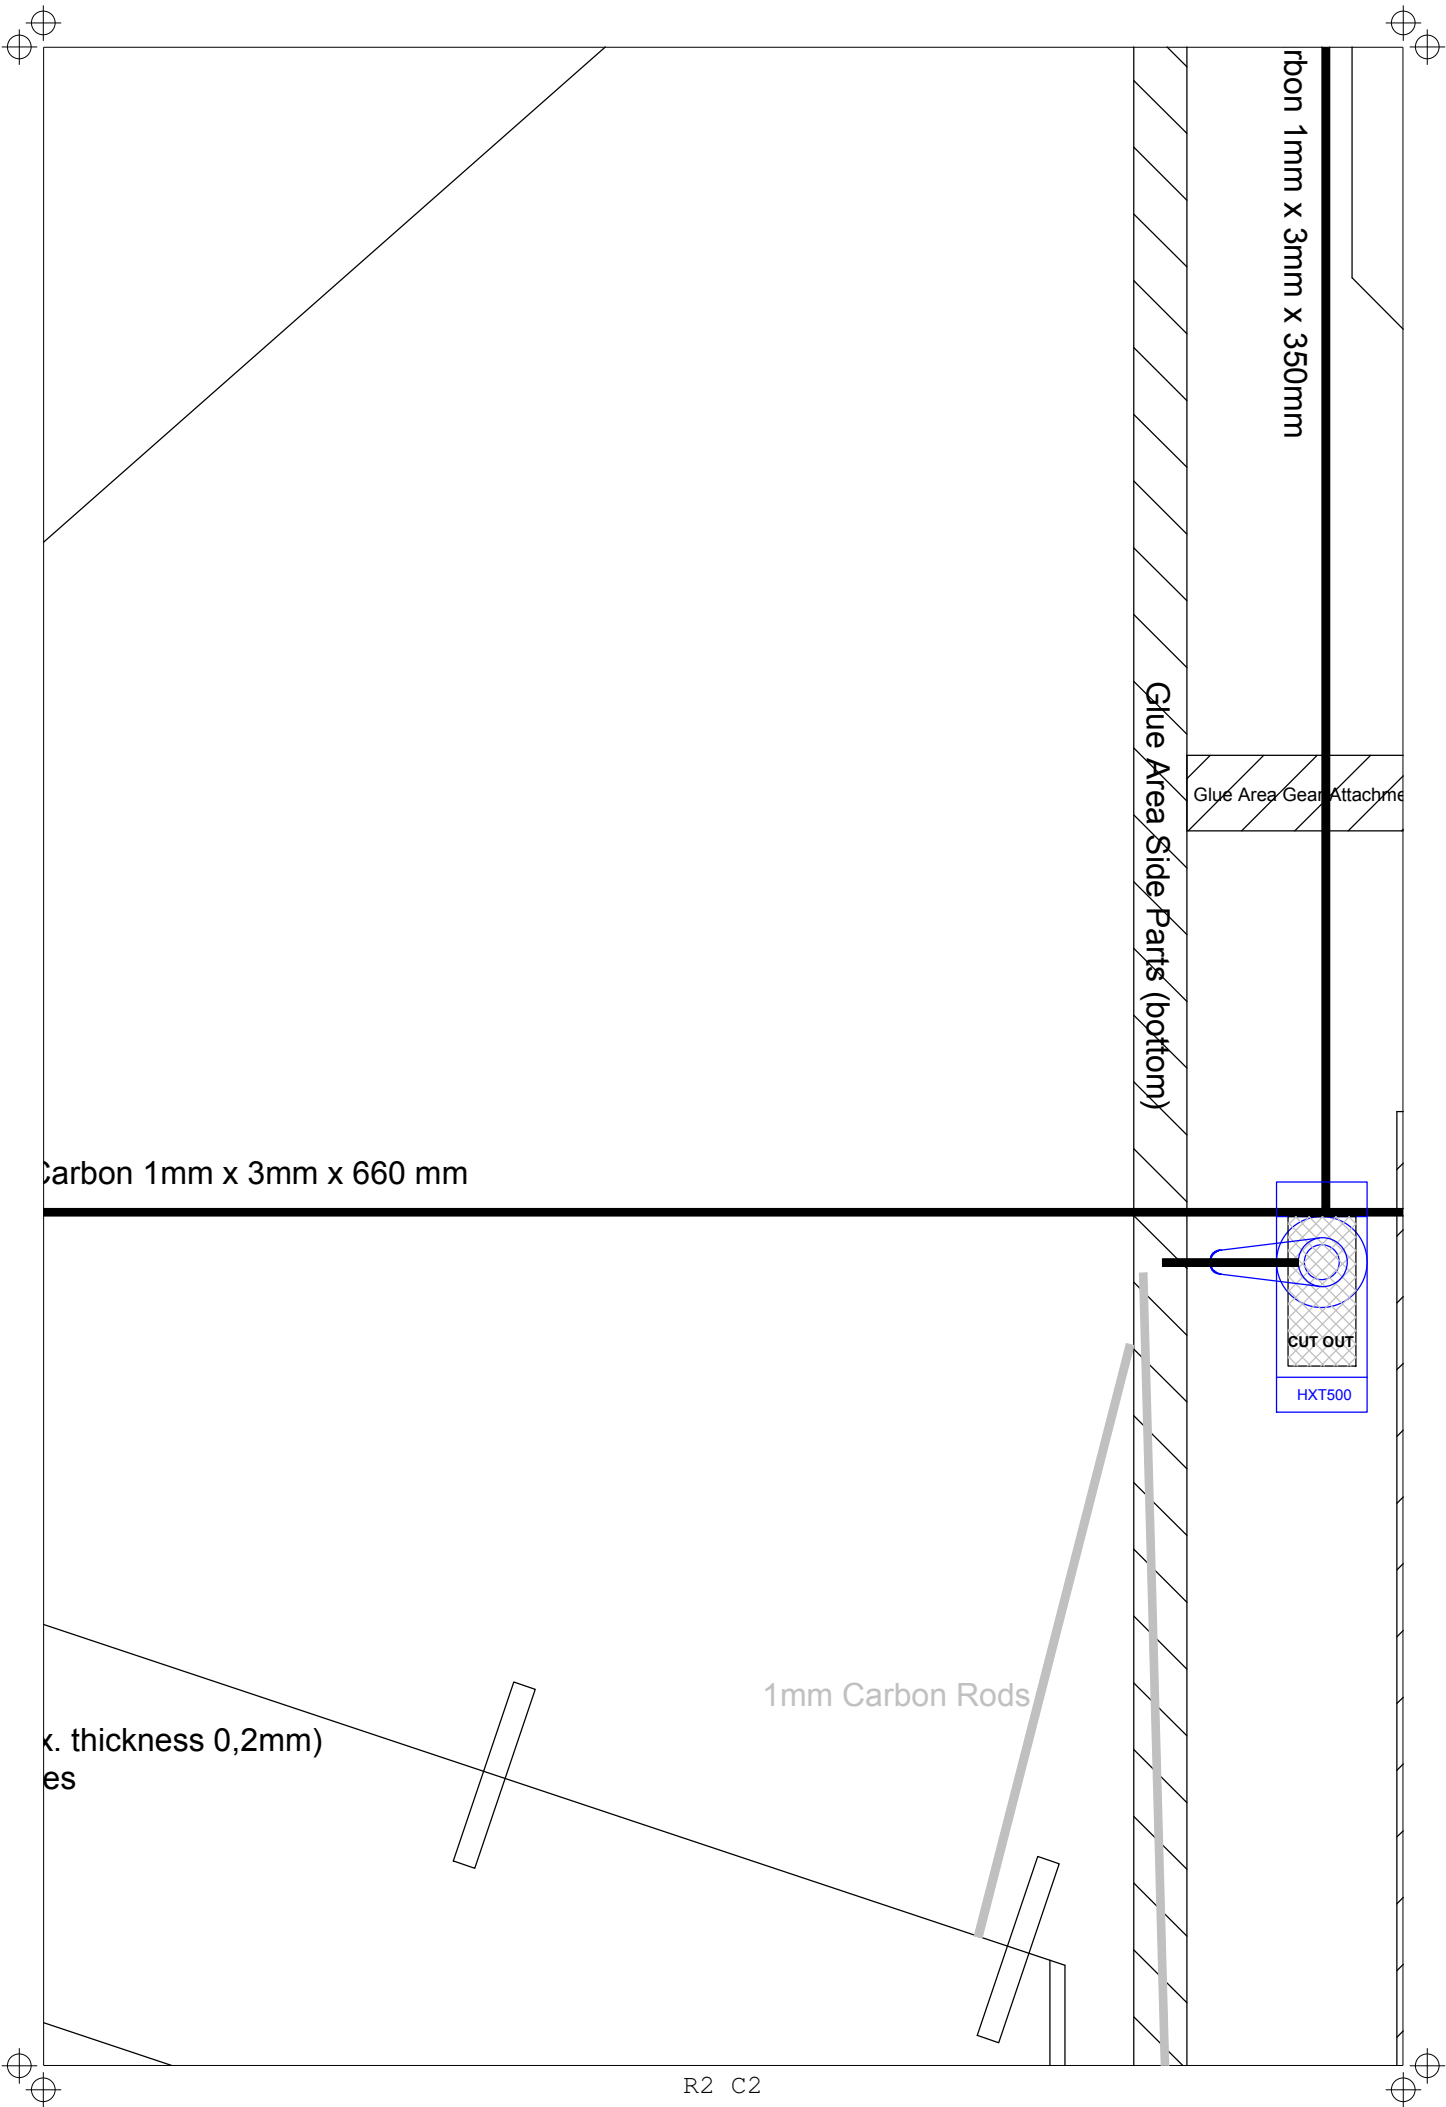 rbon 1mm x 3mm x 350mm
Glue Area Side Parts (bottom)
Glue Area Gear Attachme
Carbon 1mm x 3mm x 660 mm
CUT OUT
HXT500
1mm Carbon Rods
x. thickness 0,2mm)
es
R2 C2